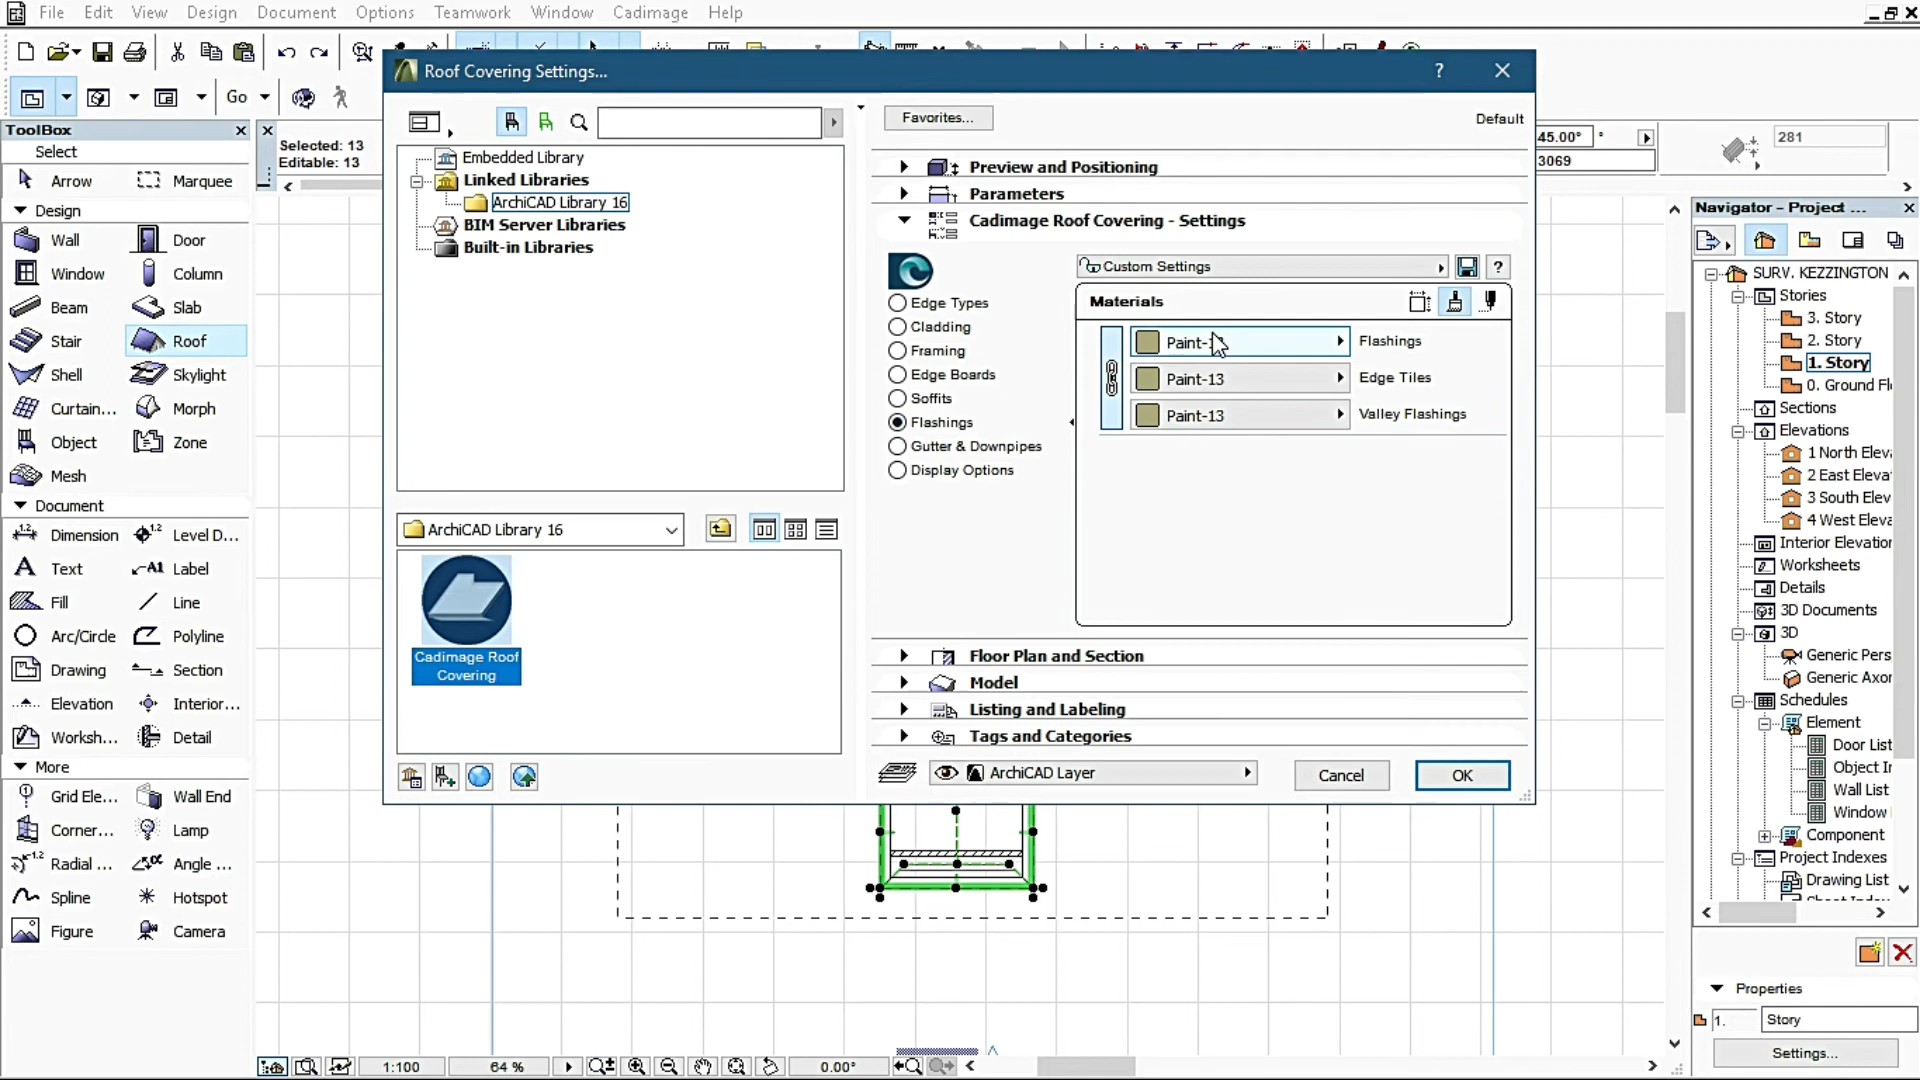 File Edit View Design Document Options Teamwork Window Cadimage Help
Go
Roof Covering Settings...
?
ToolBox
Select
Arrow Marquee
Design
Wall Door
Window Column
Beam Slab
Stair Roof
Shell Skylight
Curtain... Morph
Object Zone
Mesh
Document
Dimension Level D...
Text Label
Fill Line
Arc/Circle Polyline
Drawing Section
Elevation Interior...
Worksh... Detail
More
Grid Ele... Wall End
Corner... Lamp
Radial ... Angle ...
Spline Hotspot
Figure Camera
Selected: 13
Editable: 13
Embedded Library
Linked Libraries
ArchiCAD Library 16
BIM Server Libraries
Built-in Libraries
ArchiCAD Library 16
Cadimage Roof
Covering
Favorites...
Default
Preview and Positioning
Parameters
Cadimage Roof Covering - Settings
Edge Types
Cladding
Framing
Edge Boards
Soffits
Flashings
Gutter & Downpipes
Display Options
Custom Settings
?
Materials
Flashings
Paint-13 Edge Tiles
Paint-13 Valley Flashings
Floor Plan and Section
Model
Listing and Labeling
Tags and Categories
ArchiCAD Layer
Cancel
OK
45.00° °
3069
281
Navigator - Project ...
SURV. KEZZINGTON
Stories
3. Story
2. Story
1. Story
0. Ground Fl
Sections
Elevations
1 North Eleva
2 East Eleva
3 South Elev
4 West Eleva
Interior Elevation
Worksheets
Details
3D Documents
3D
Generic Pers
Generic Axor
Schedules
Element
Door List
Object In
Wall List
Window
Component
Project Indexes
Drawing List
Properties
1. Story
Settings...
1:100
64 %
0.00°